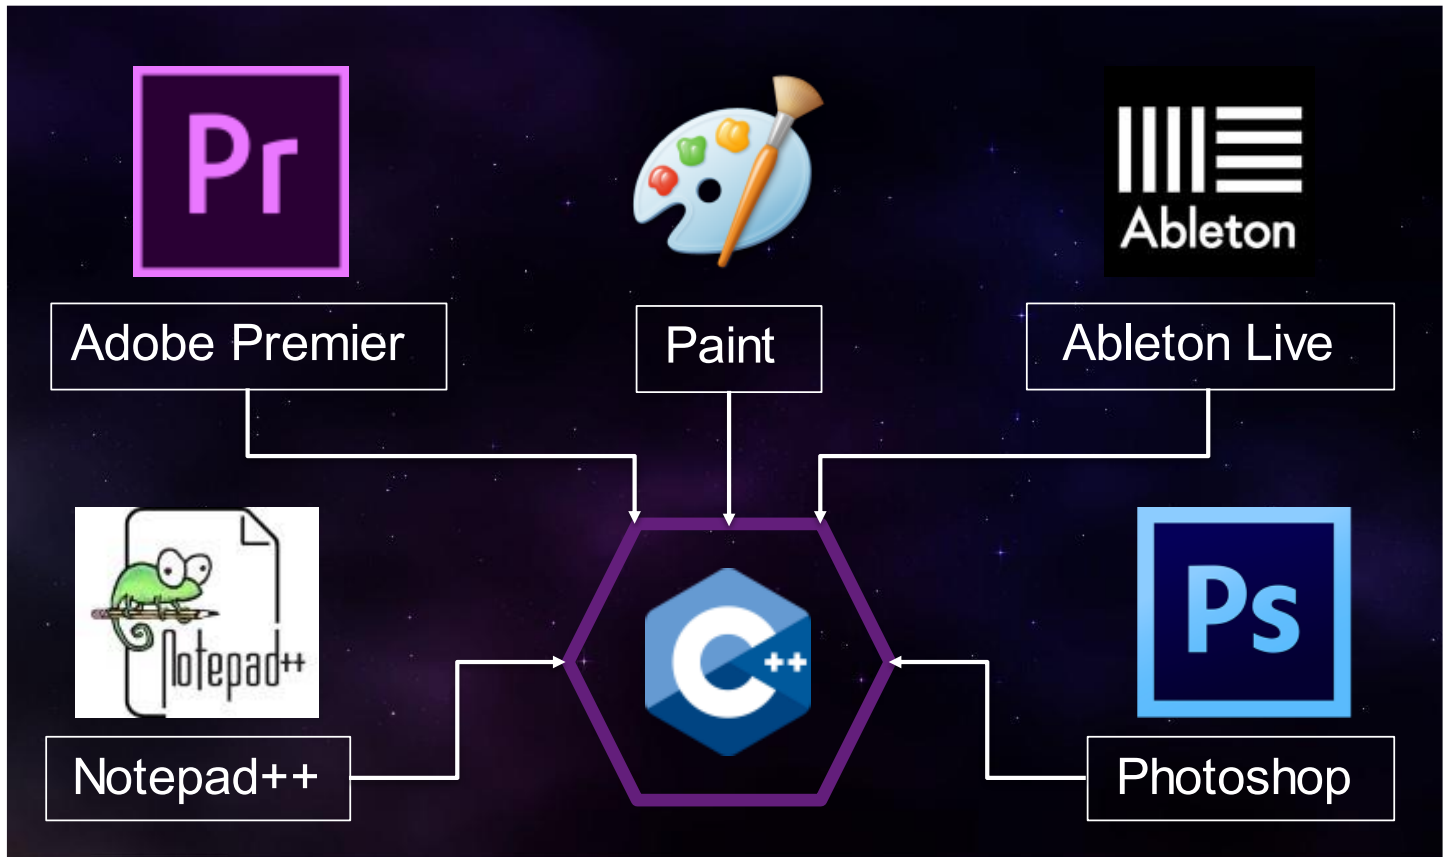 Pr
Ableton
Adobe Premier
Paint
Ableton Live
Notepad++
C++
Ps
Notepad++
Photoshop